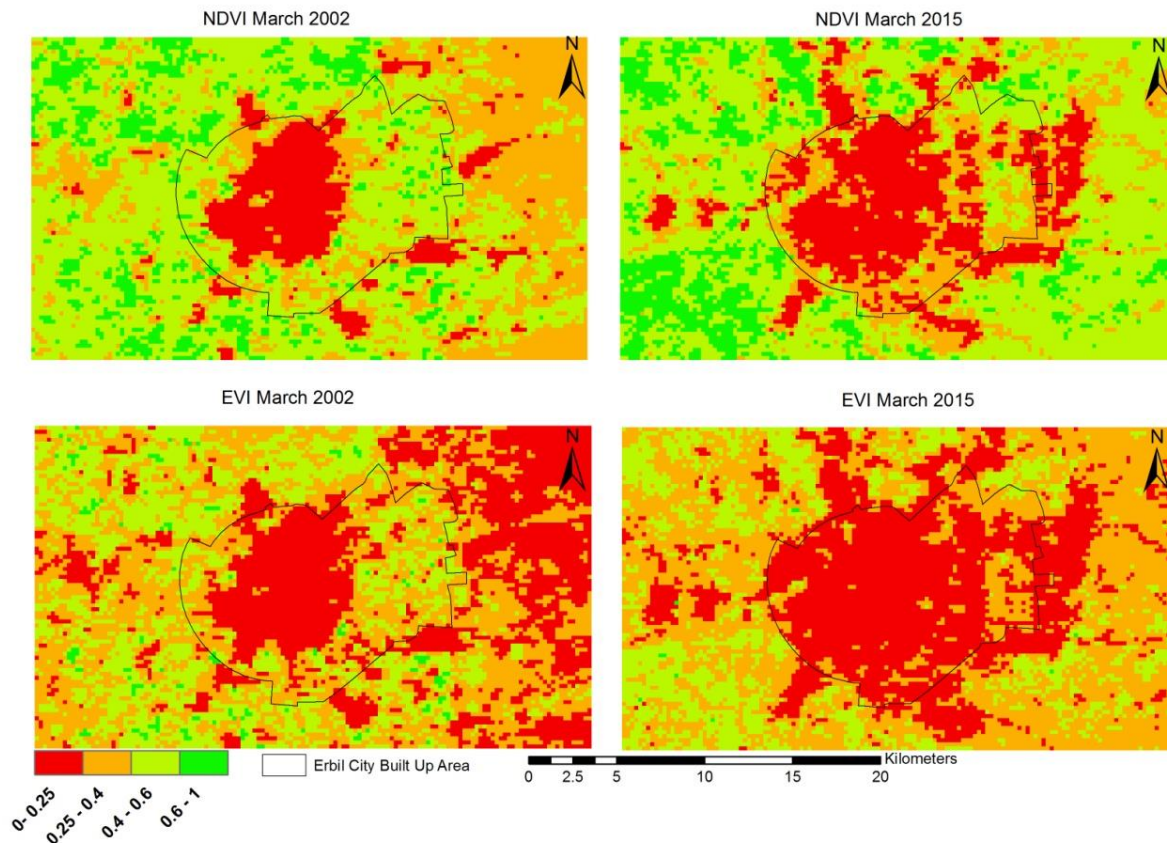 NDVI March 2002
NDVI March 2015
N
N
EVI March 2002
EVI March 2015
N
N
Erbil City Built Up Area
Kilometers
0 2.5 5 10 15 20
0- 0.25
0.25 - 0.4
0.4 - 0.6
0.6 - 1